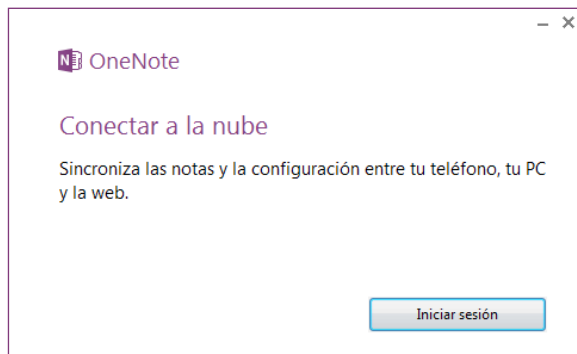 OneNote
Conectar a la nube
Sincroniza las notas y la configuración entre tu teléfono, tu PC
y la web.
Iniciar sesión